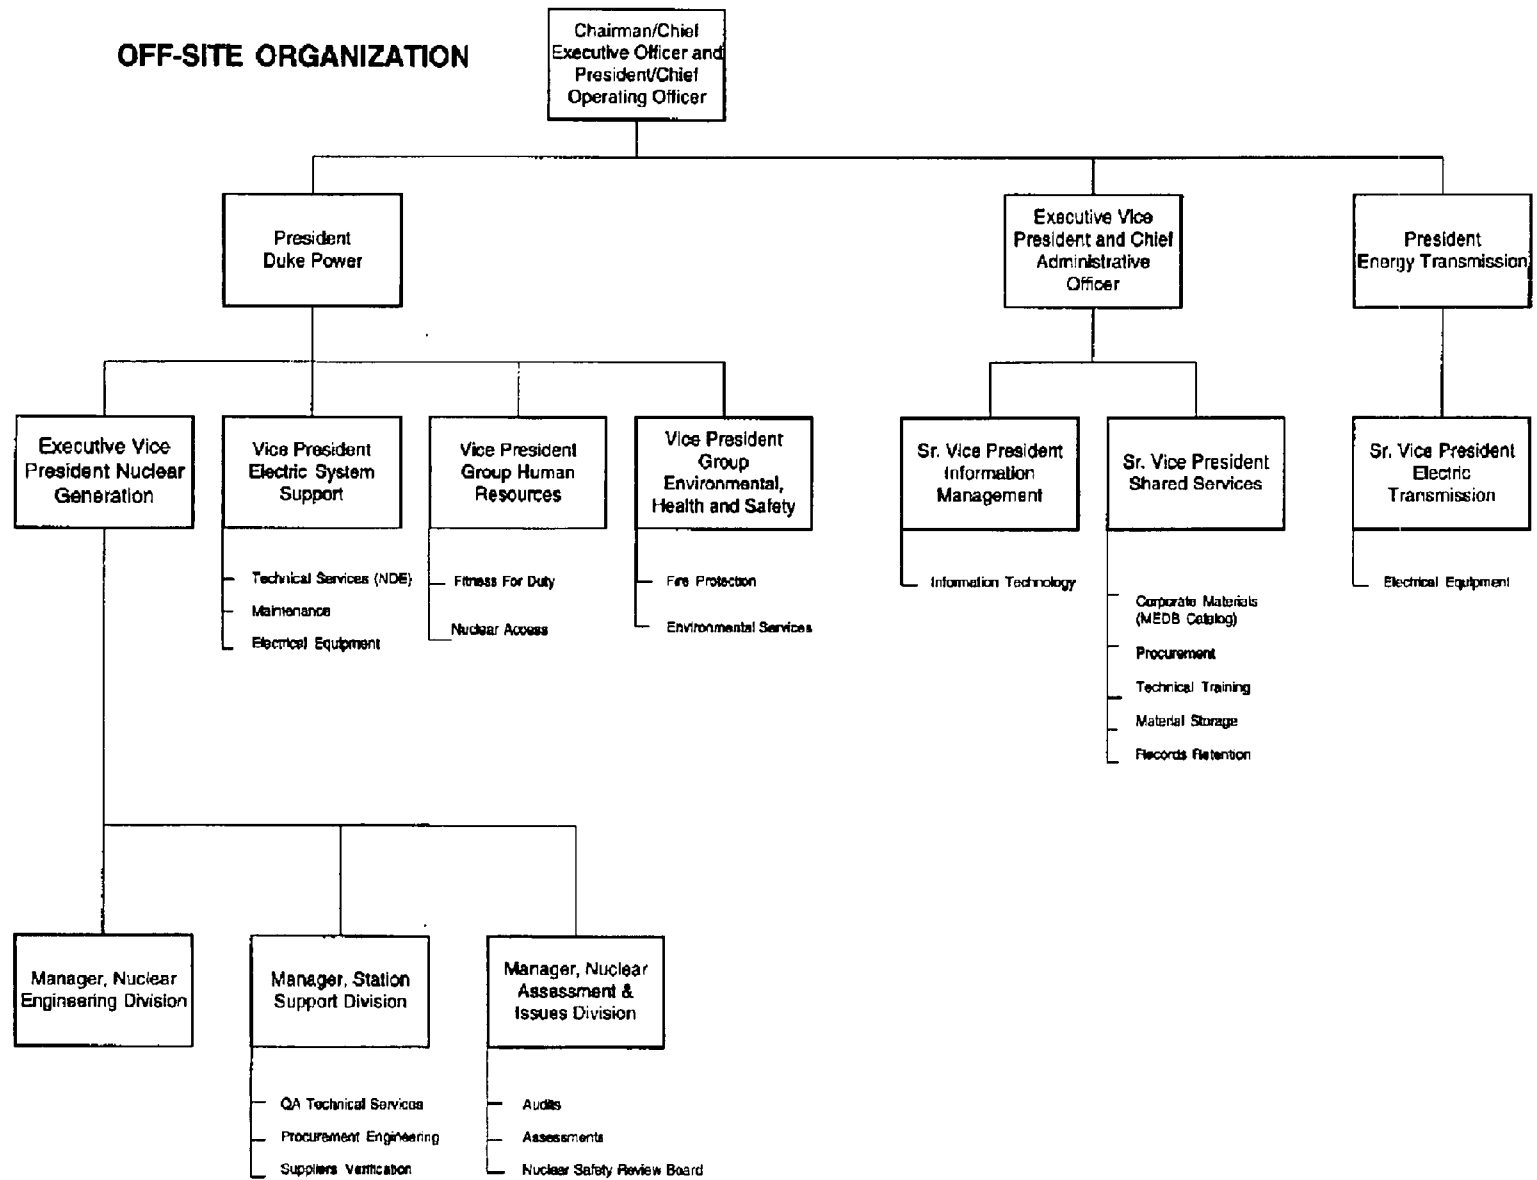 OFF-SITE ORGANIZATION
Chairman/Chief
Executive Officer and
President/Chief
Operating Officer
President
Duke Power
Executive Vice
President and Chief
Administrative
Officer
President
Energy Transmission
Executive Vice
President Nuclear
Generation
Vice President
Electric System
Support
Vice President
Group Human
Resources
Vice President
Group
Environmental,
Health and Safety
Sr. Vice President
Information
Management
Sr. Vice President
Shared Services
Sr. Vice President
Electric
Transmission
Technical Services (NDE)
Maintenance
Electrical Equipment
Fitness For Duty
Nuclear Access
Fire Protection
Environmental Services
Information Technology
Corporate Materials
(MEDB Catalog)
Procurement
Technical Training
Material Storage
Records Retention
Electrical Equipment
Manager, Nuclear
Engineering Division
Manager, Station
Support Division
Manager, Nuclear
Assessment &
Issues Division
QA Technical Services
Procurement Engineering
Suppliers Verification
Audits
Assessments
Nuclear Safety Review Board